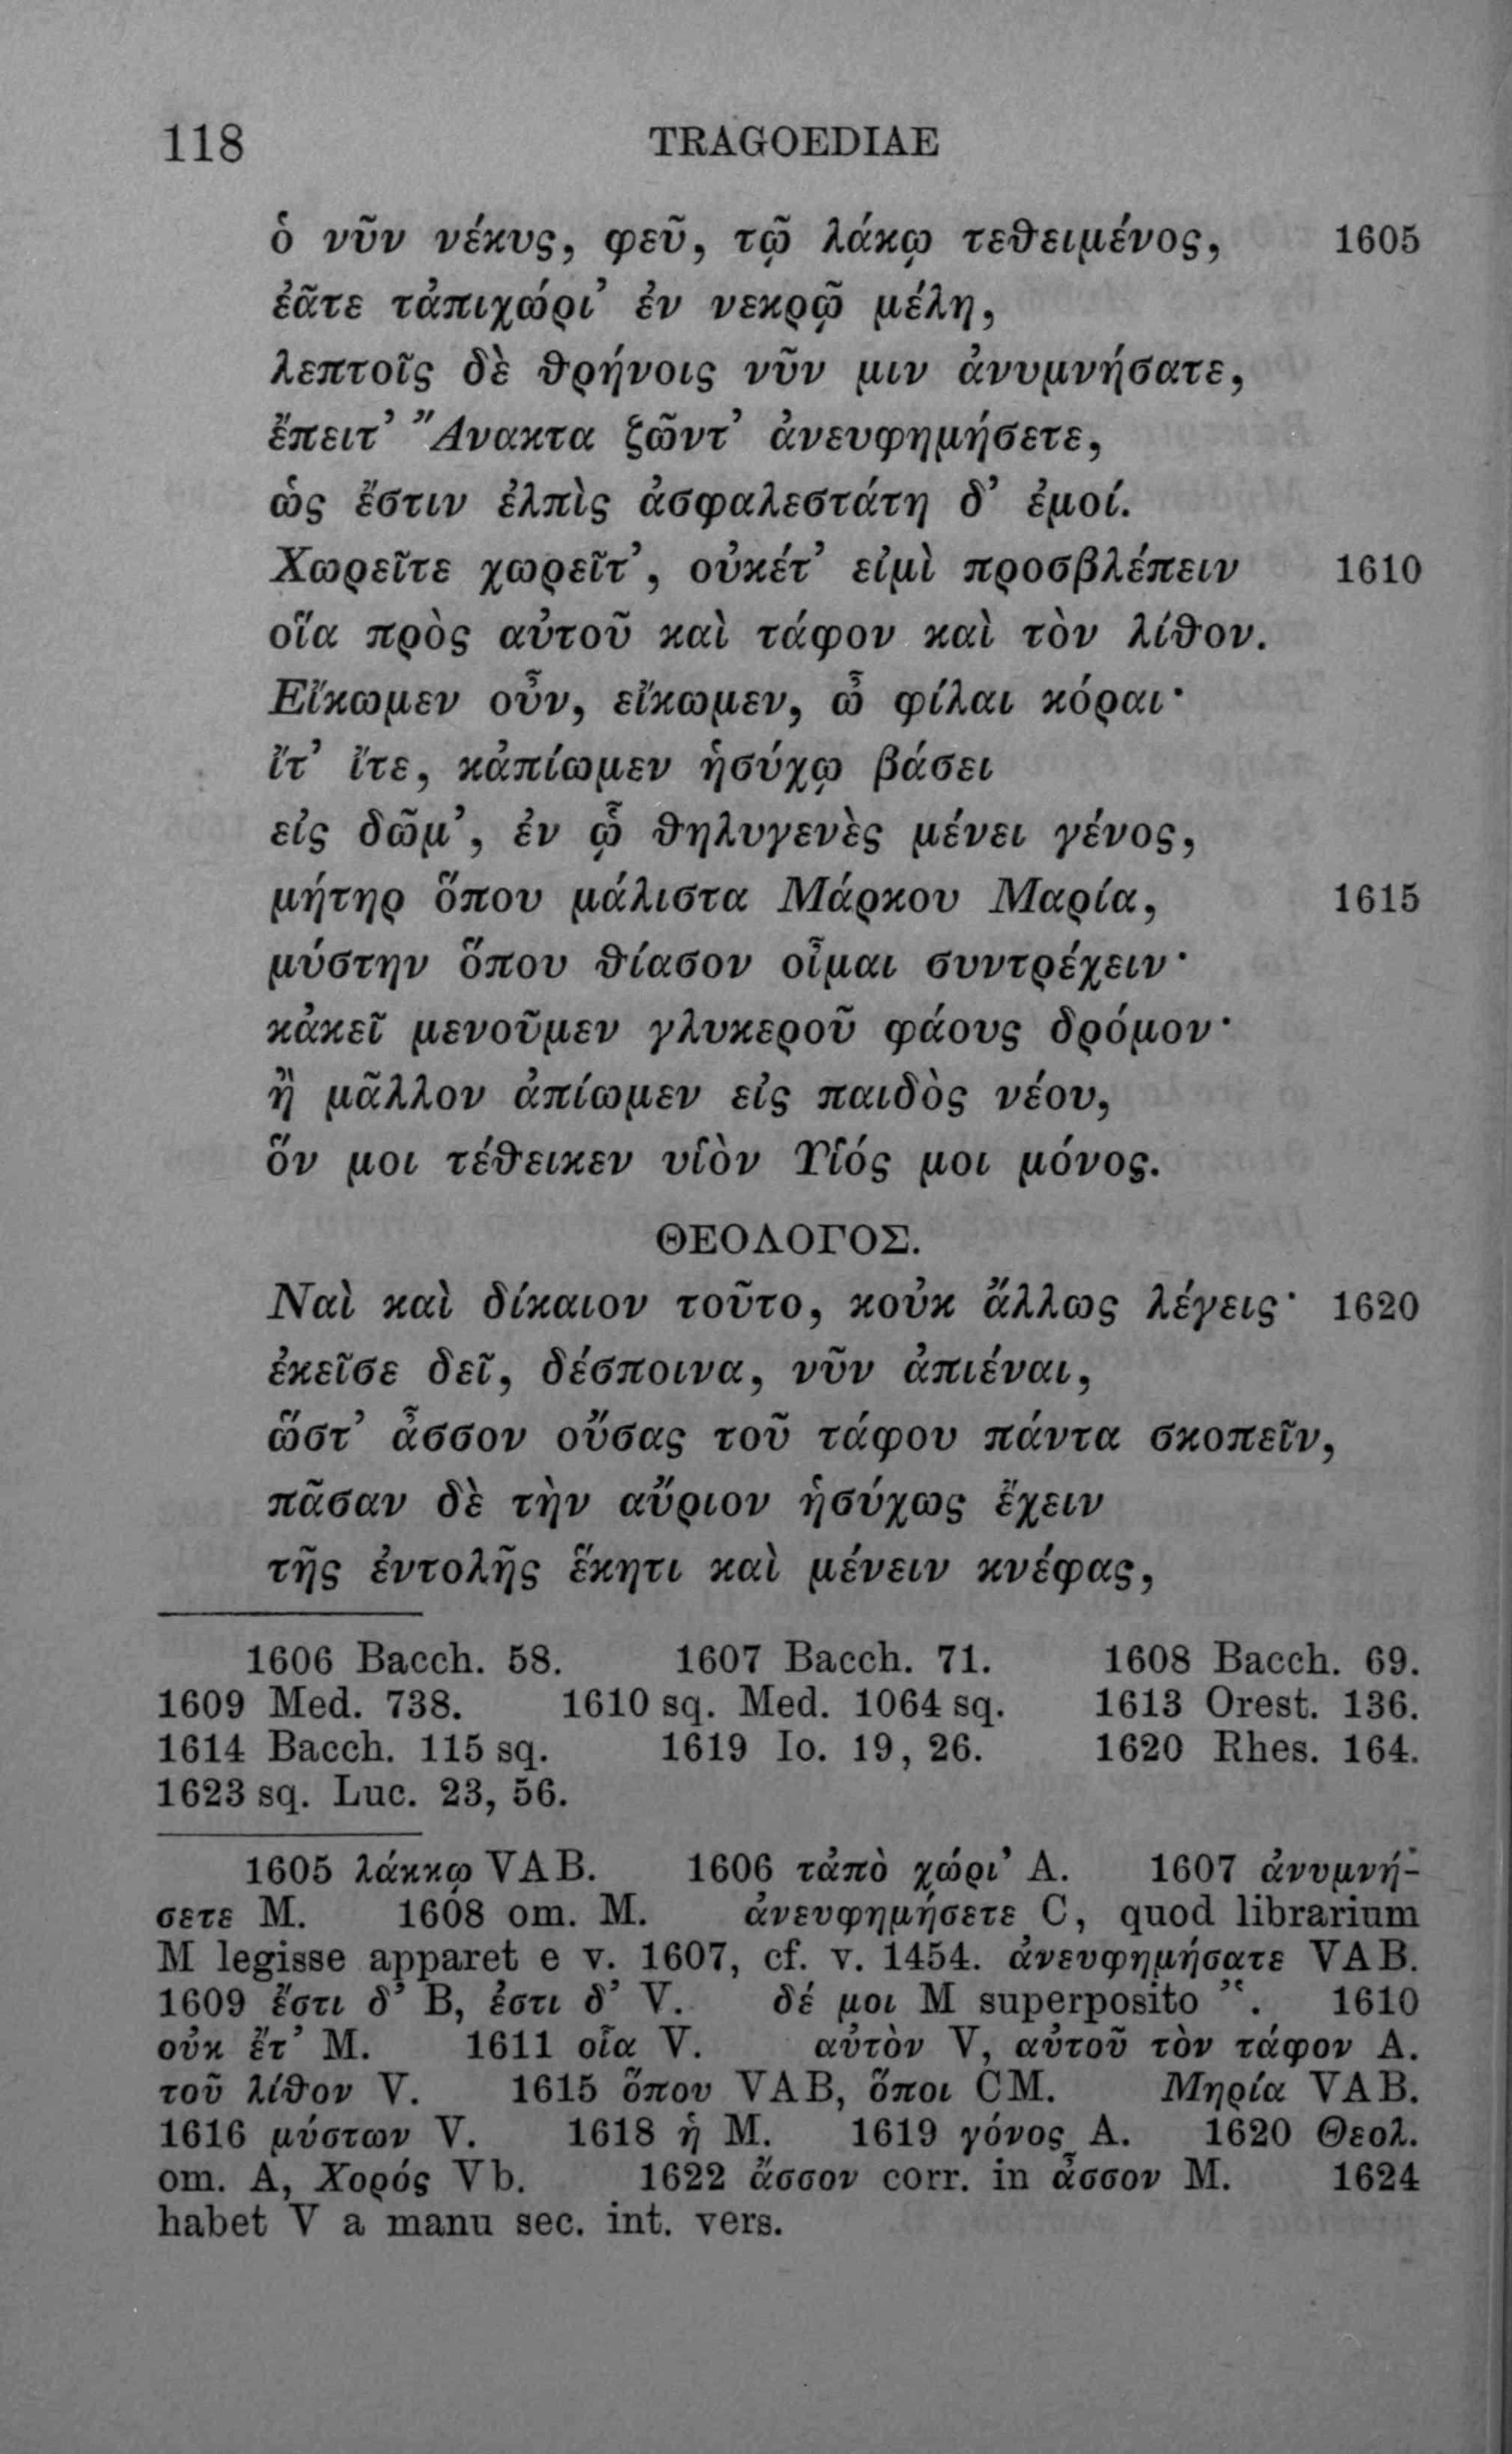 118 TRAGOEDIAE
ὁ νῦν νέκυς, φεῦ, τῷ λάκῳ τεθειμένος, 1605
ἐᾶτε τἀπιχώρι’ ἐν νεκρῷ μέλη,
λεπτοῖς δὲ θρήνοις νῦν μιν ἀνυμνήσατε,
ἔπειτ’ Ἄνακτα ζῶντ’ ἀνευφημήσετε,
ὡς ἔστιν ἐλπὶς ἀσφαλεστάτη δ’ ἐμοί.
Χωρεῖτε χωρεῖτ’, οὐκέτ’ εἰμὶ προσβλέπειν 1610
οἵα πρὸς αὐτοῦ καὶ τάφον καὶ τὸν λίθον.
Εἴκωμεν οὖν, εἴκωμεν, ὦ φίλαι κόραι·
ἴτ’ ἴτε, κἀπίωμεν ἡσύχῳ βάσει
εἰς δῶμ’, ἐν ᾧ θηλυγενὲς μένει γένος,
μήτηρ ὅπου μάλιστα Μάρκου Μαρία, 1615
μύστην ὅπου θίασον οἶμαι συντρέχειν·
κἀκεῖ μενοῦμεν γλυκεροῦ φάους δρόμον·
ἢ μᾶλλον ἀπίωμεν εἰς παιδὸς νέου,
ὅν μοι τέθεικεν υἱὸν Υἱός μοι μόνος.
ΘΕΟΛΟΓΟΣ.
Ναὶ καὶ δίκαιον τοῦτο, κοὐκ ἄλλως λέγεις· 1620
ἐκεῖσε δεῖ, δέσποινα, νῦν ἀπιέναι,
ὥστ’ ἆσσον οὔσας τοῦ τάφου πάντα σκοπεῖν,
πᾶσαν δὲ τὴν αὔριον ἡσύχως ἔχειν
τῆς ἐντολῆς ἕκητι καὶ μένειν κνέφας,
1606 Bacch. 58. 1607 Bacch. 71. 1608 Bacch. 69.
1609 Med. 738. 1610 sq. Med. 1064 sq. 1613 Orest. 136.
1614 Bacch. 115 sq. 1619 Io. 19, 26. 1620 Rhes. 164.
1623 sq. Luc. 23, 56.
1605 λάκκῳ VAB. 1606 τἀπὸ χώρι’ A. 1607 ἀνυμνή-
σετε M. 1608 om. M. ἀνευφημήσετε C, quod librarium
M legisse apparet e v. 1607, cf. v. 1454. ἀνευφημήσατε VAB.
1609 ἔστι δ’ B, ἐστι δ’ V. δέ μοι M superposito ”‘. 1610
οὐκ ἔτ’ M. 1611 οἷα V. αὐτὸν V, αὐτοῦ τὸν τάφον A.
τοῦ λίθον V. 1615 ὅπου VAB, ὅποι CM. Μηρία VAB.
1616 μύστων V. 1618 ἡ M. 1619 γόνος A. 1620 Θεολ.
om. A, Χορός Vb. 1622 ἄσσον corr. in ἆσσον M. 1624
habet V a manu sec. int. vers.